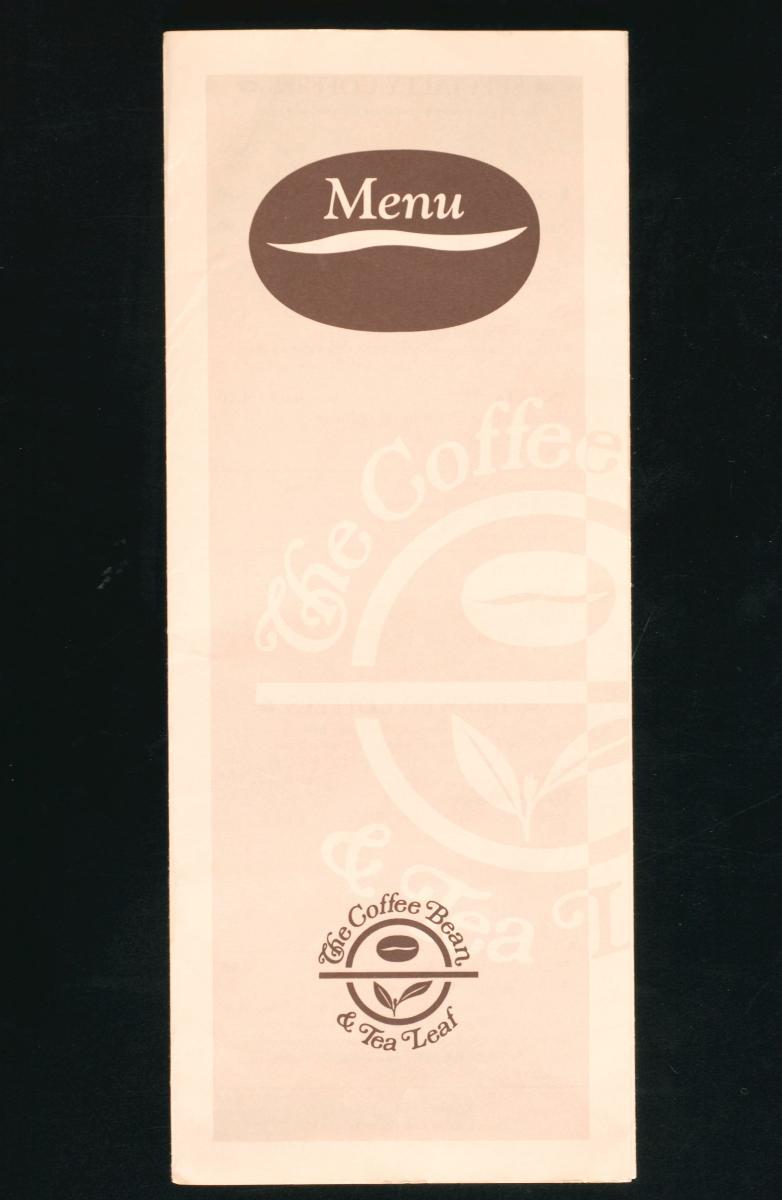 Menu
The Coffee
& Tea L
The Coffee Bean
& Tea Leaf